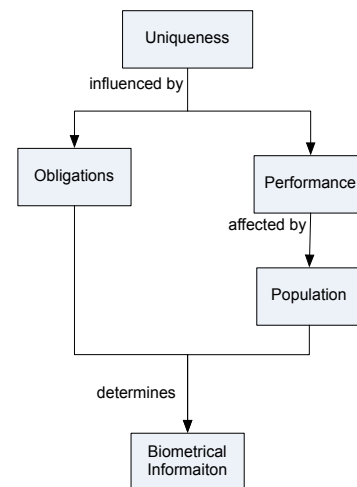 Uniqueness
influenced by
Obligations
Performance
affected by
Population
determines
Biometrical
Informaiton